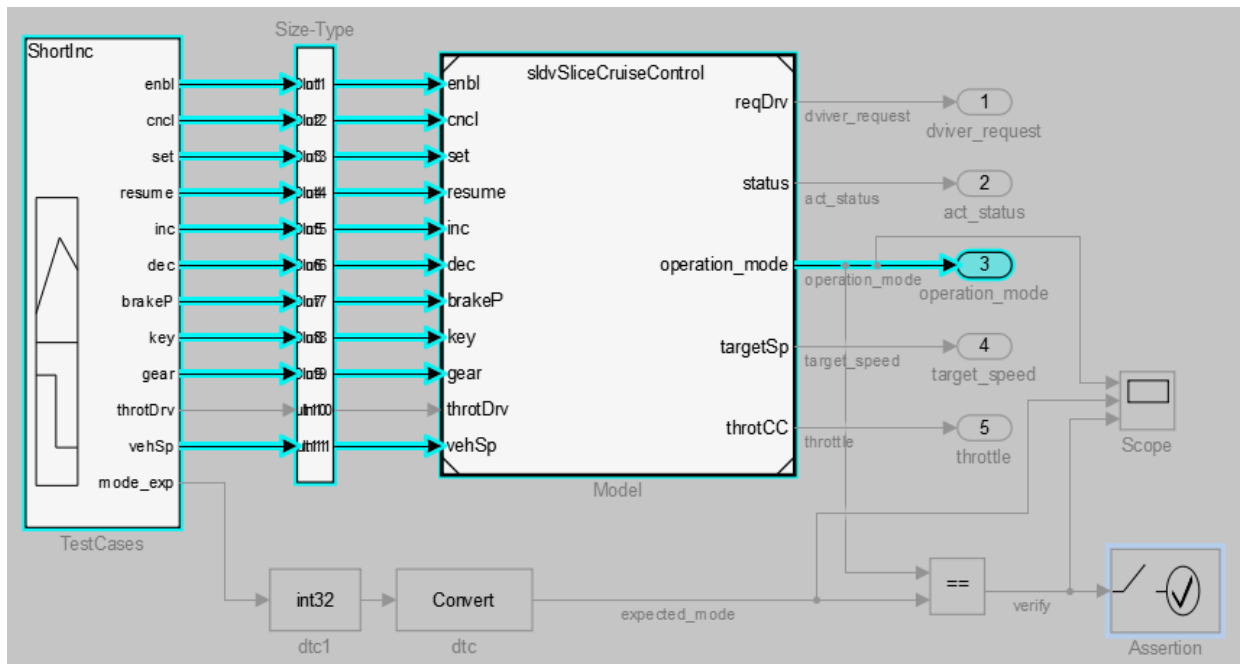 Size-Type
ShortInc
enbl
cncl
set
resume
inc
dec
brakeP
key
gear
throtDrv
vehSp
mode_exp
TestCases
sldvSliceCruiseControl
enbl
cncl
set
resume
inc
dec
brakeP
key
gear
throtDrv
vehSp
reqDrv
status
operation_mode
targetSp
throtCC
Model
dviver_request
1
dviver_request
act_status
2
act_status
operation_mode
3
operation_mode
target_speed
4
target_speed
throttle
5
throttle
Scope
int32
dtc1
Convert
dtc
expected_mode
==
verify
Assertion